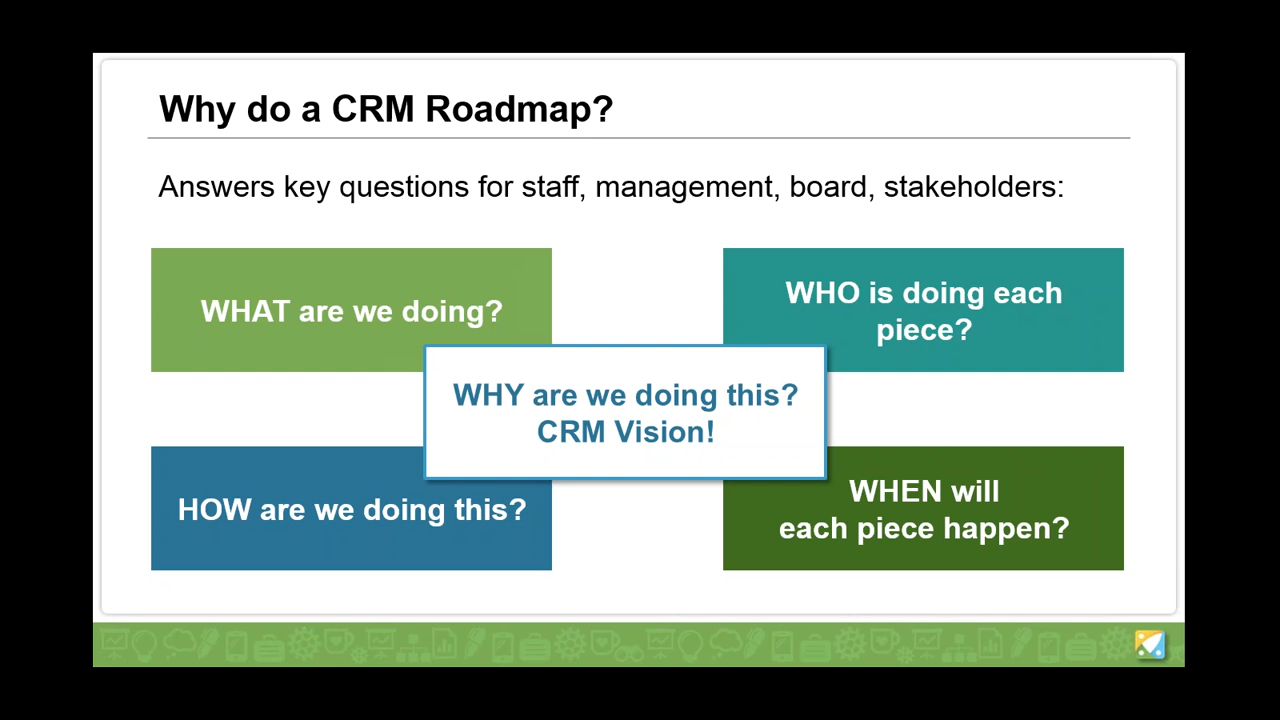 Why do a CRM Roadmap?
Answers key questions for staff, management, board, stakeholders:
WHAT are we doing?
WHO is doing each
piece?
WHY are we doing this?
CRM Vision!
HOW are we doing this?
WHEN will
each piece happen?